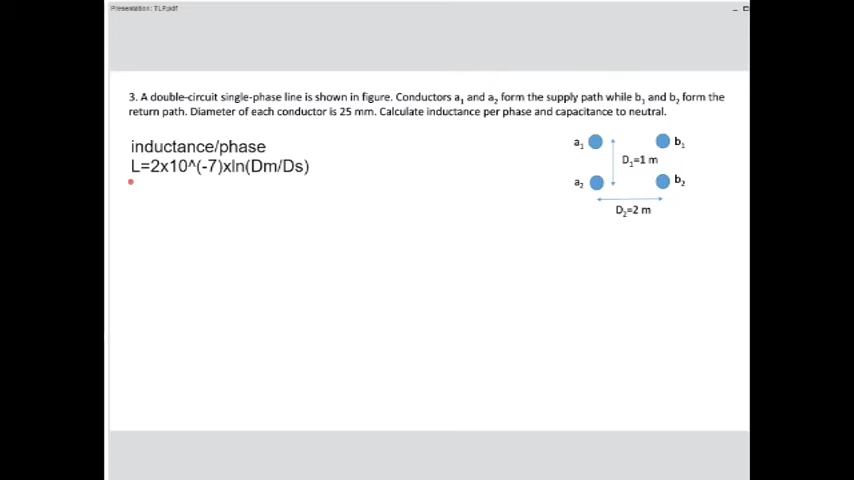 Presentation: TLP.pdf
3. A double-circuit single-phase line is shown in figure. Conductors a₁ and a₂ form the supply path while b₁ and b₂ form the
return path. Diameter of each conductor is 25 mm. Calculate inductance per phase and capacitance to neutral.
inductance/phase
L=2x10^(-7)xln(Dm/Ds)
a₁
b₁
D₁=1 m
a₂
b₂
D₂=2 m